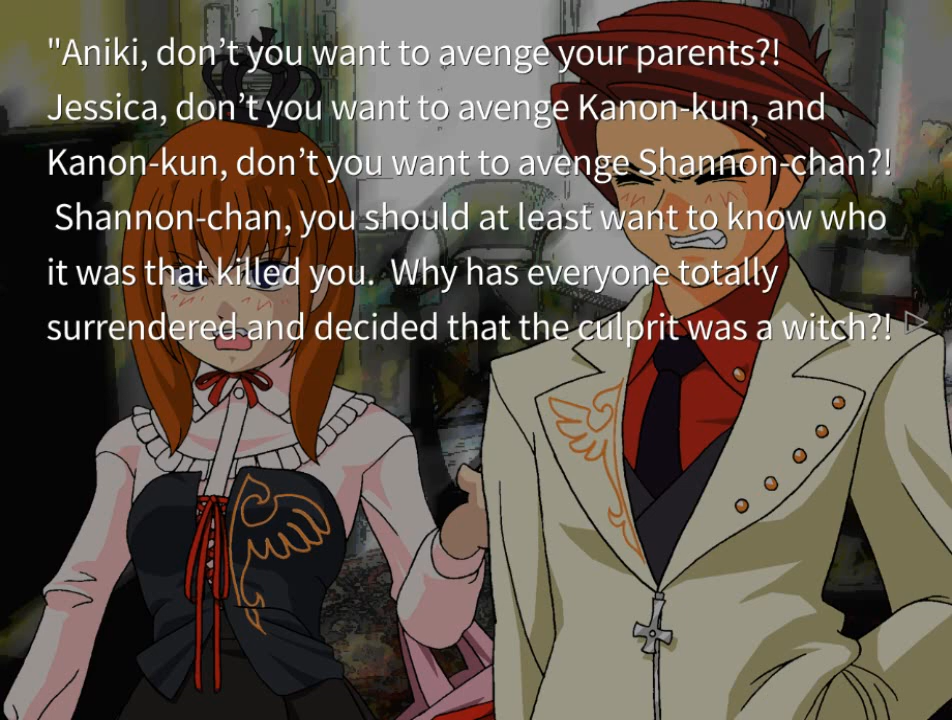 "Aniki, don't you want to avenge your parents?!
Jessica, don't you want to avenge Kanon-kun, and
Kanon-kun, don't you want to avenge Shannon-chan?!
Shannon-chan, you should at least want to know who
it was that killed you.  Why has everyone totally
surrendered and decided that the culprit was a witch?!